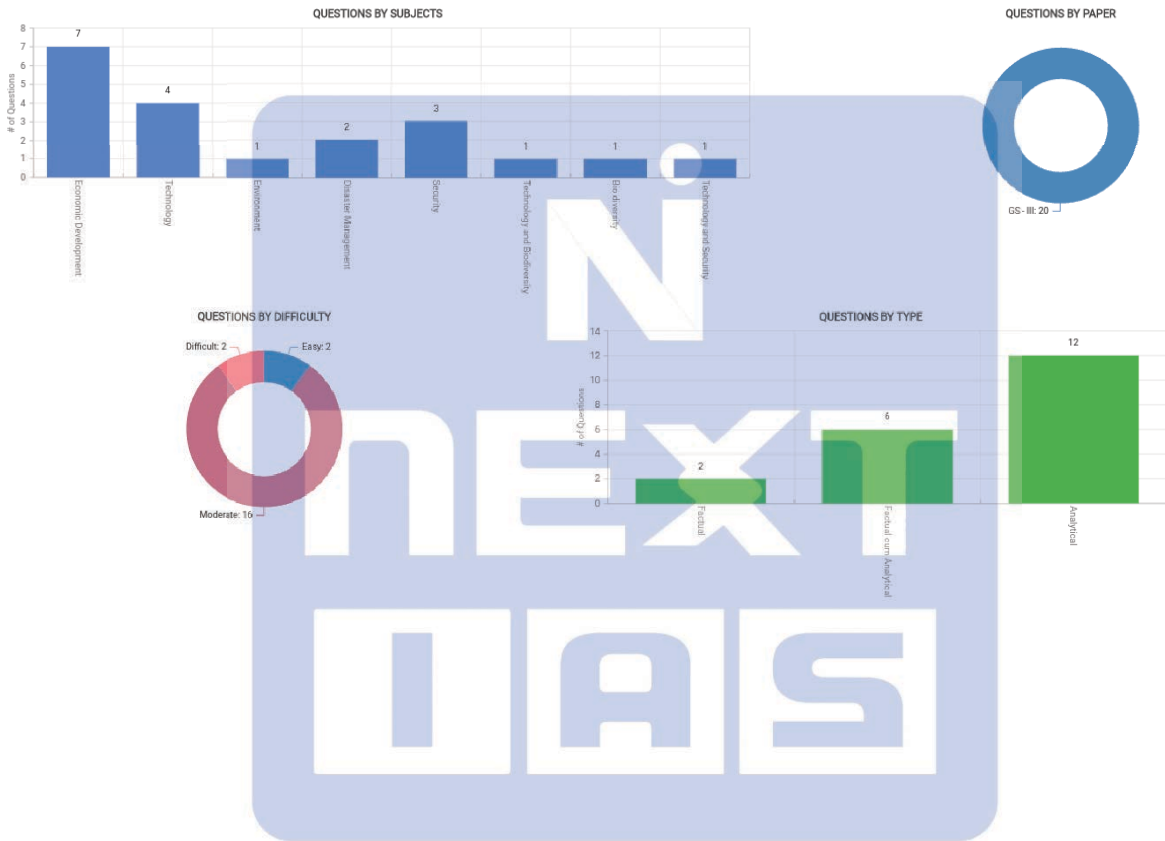 QUESTIONS BY SUBJECTS
# of Questions
8
7
6
5
4
3
2
1
0
7
4
1
2
3
1
1
1
Economic Development
Technology
Environment
Disaster Management
Security
Technology and Biodiversity
Biodiversity
Technology and Security
QUESTIONS BY PAPER
GS - III: 20
QUESTIONS BY DIFFICULTY
Difficult: 2
Easy: 2
Moderate: 16
QUESTIONS BY TYPE
# of Questions
14
12
10
8
6
4
2
0
2
6
12
Factual
Factual cum Analytical
Analytical
N
NEXT
IAS